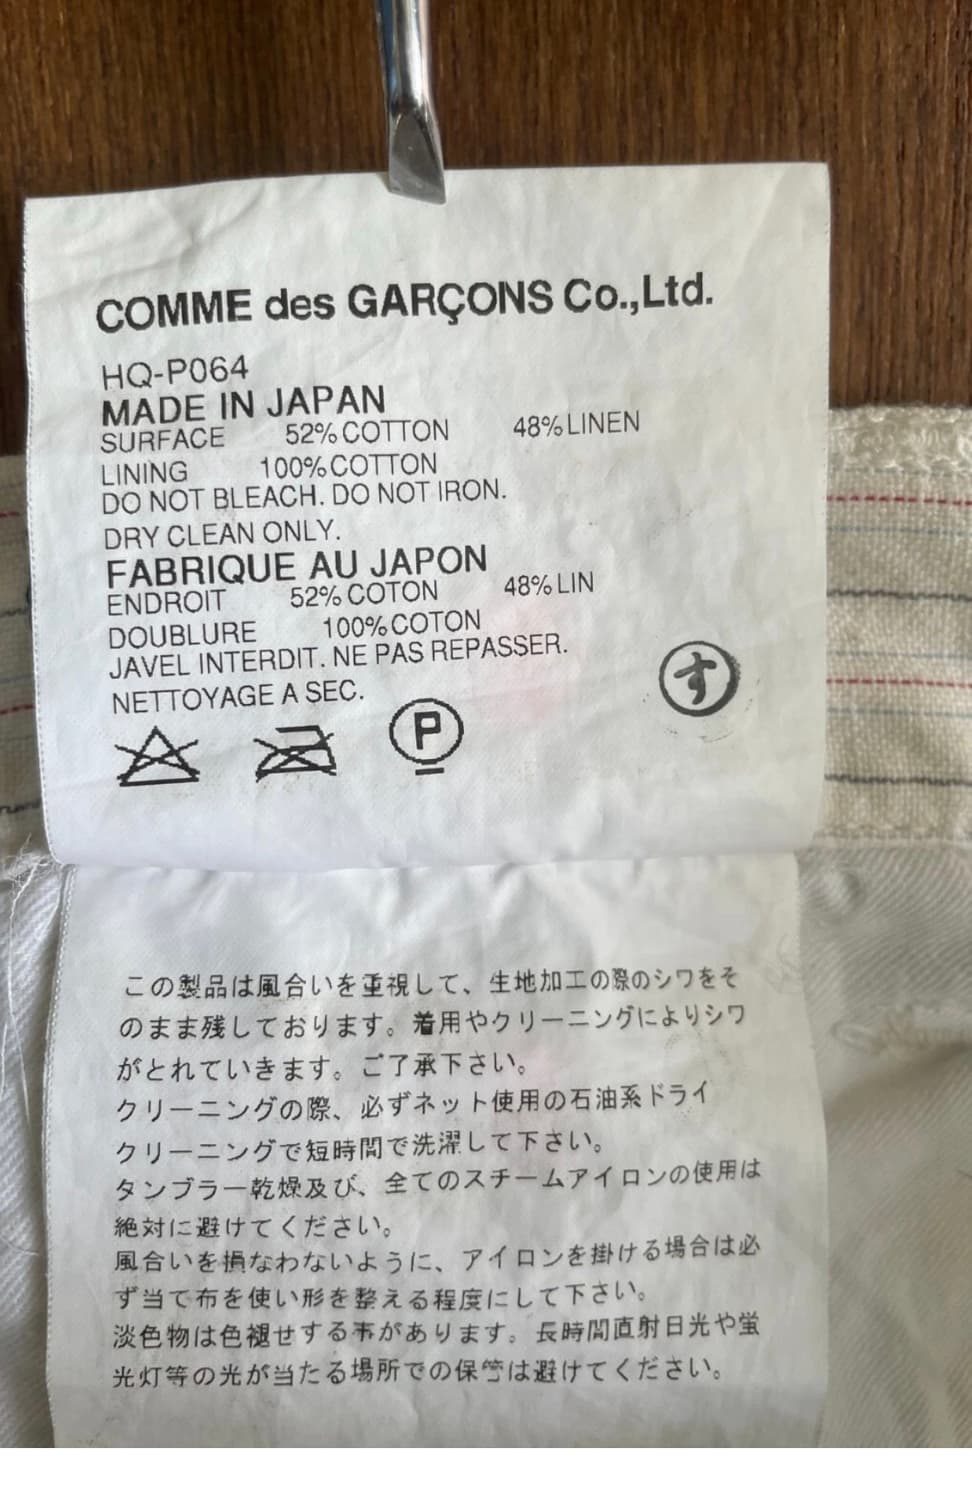 COMME des GARÇONS Co.,Ltd.
HQ-P064
MADE IN JAPAN
SURFACE 52% COTTON 48% LINEN
LINING 100% COTTON
DO NOT BLEACH. DO NOT IRON.
DRY CLEAN ONLY.
FABRIQUE AU JAPON
ENDROIT 52% COTON 48% LIN
DOUBLURE 100% COTON
JAVEL INTERDIT. NE PAS REPASSER.
NETTOYAGE A SEC.
す
P
この製品は風合いを重視して、生地加工の際のシワをそ
のまま残しております。着用やクリーニングによりシワ
がとれていきます。ご了承下さい。
クリーニングの際、必ずネット使用の石油系ドライ
クリーニングで短時間で洗濯して下さい。
タンブラー乾燥及び、全てのスチームアイロンの使用は
絶対に避けてください。
風合いを損なわないように、アイロンを掛ける場合は必
ず当て布を使い形を整える程度にして下さい。
淡色物は色褪せする事があります。長時間直射日光や蛍
光灯等の光が当たる場所での保管は避けてください。